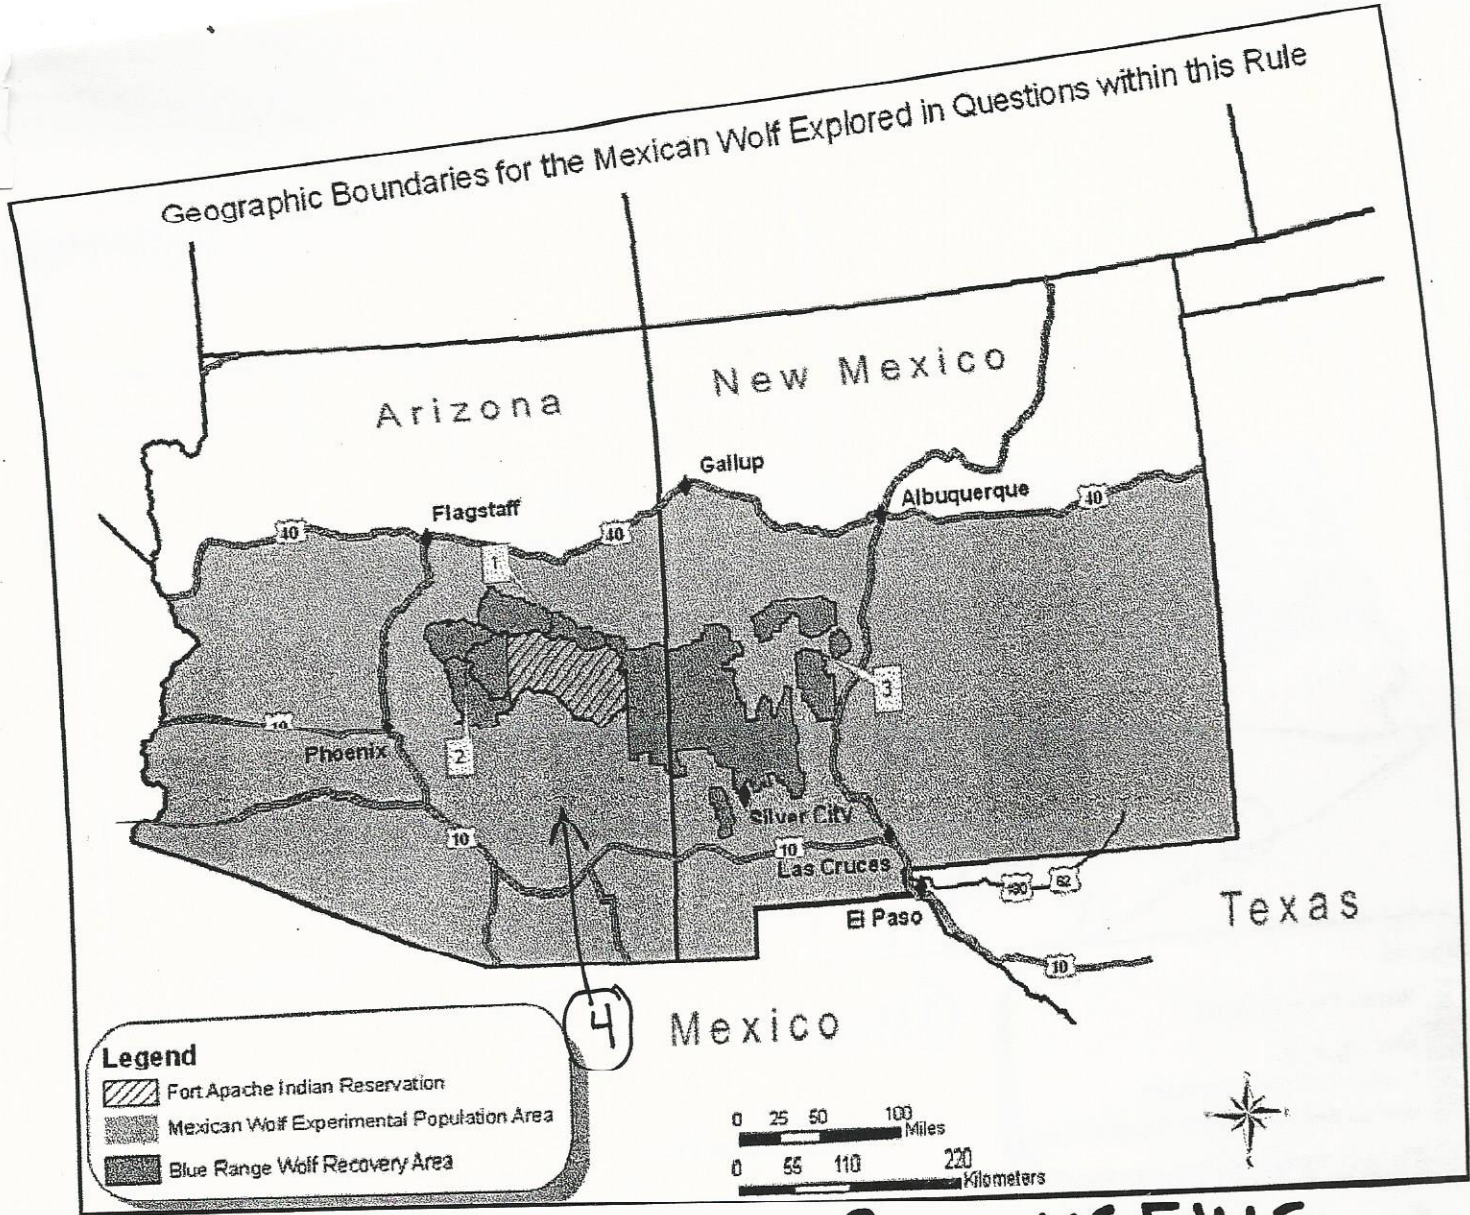 Geographic Boundaries for the Mexican Wolf Explored in Questions within this Rule
Arizona
New Mexico
Gallup
Flagstaff
Albuquerque
40
40
40
1
3
10
Phoenix
2
Silver City
10
10
Las Cruces
180
62
El Paso
Texas
10
4
Mexico
Legend
Fort Apache Indian Reservation
Mexican Wolf Experimental Population Area
Blue Range Wolf Recovery Area
0 25 50 100
Miles
0 55 110 220
Kilometers